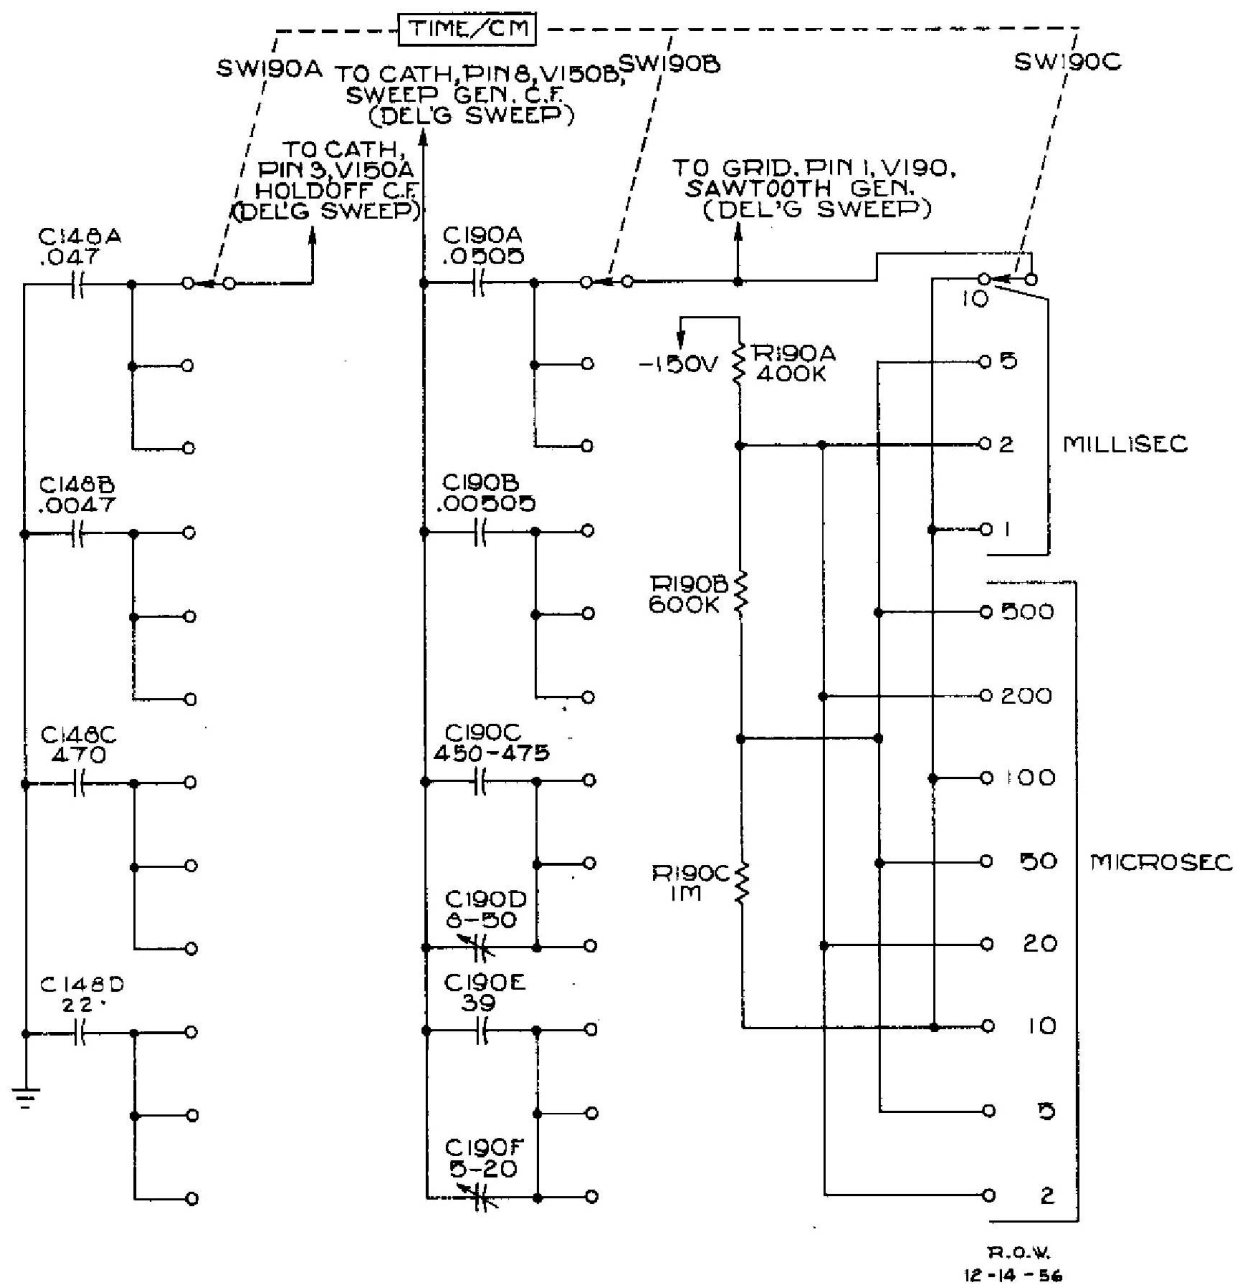 TIME/CM
SW190A
TO CATH, PIN 8, V150B,
SWEEP GEN. C.F.
(DEL'G SWEEP)
SW190B
SW190C
TO CATH,
PIN 3, V150A
HOLDOFF C.F.
(DEL'G SWEEP)
TO GRID, PIN 1, V190,
SAWTOOTH GEN.
(DEL'G SWEEP)
C148A
.047
C190A
.0505
10
-150V
R190A
400K
5
2
MILLISEC
C148B
.0047
C190B
.00505
1
R190B
600K
500
200
C148C
470
C190C
450-475
100
R190C
1M
50
MICROSEC
C190D
8-50
20
C148D
22
C190E
39
10
5
C190F
5-20
2
R.O.W.
12-14-56